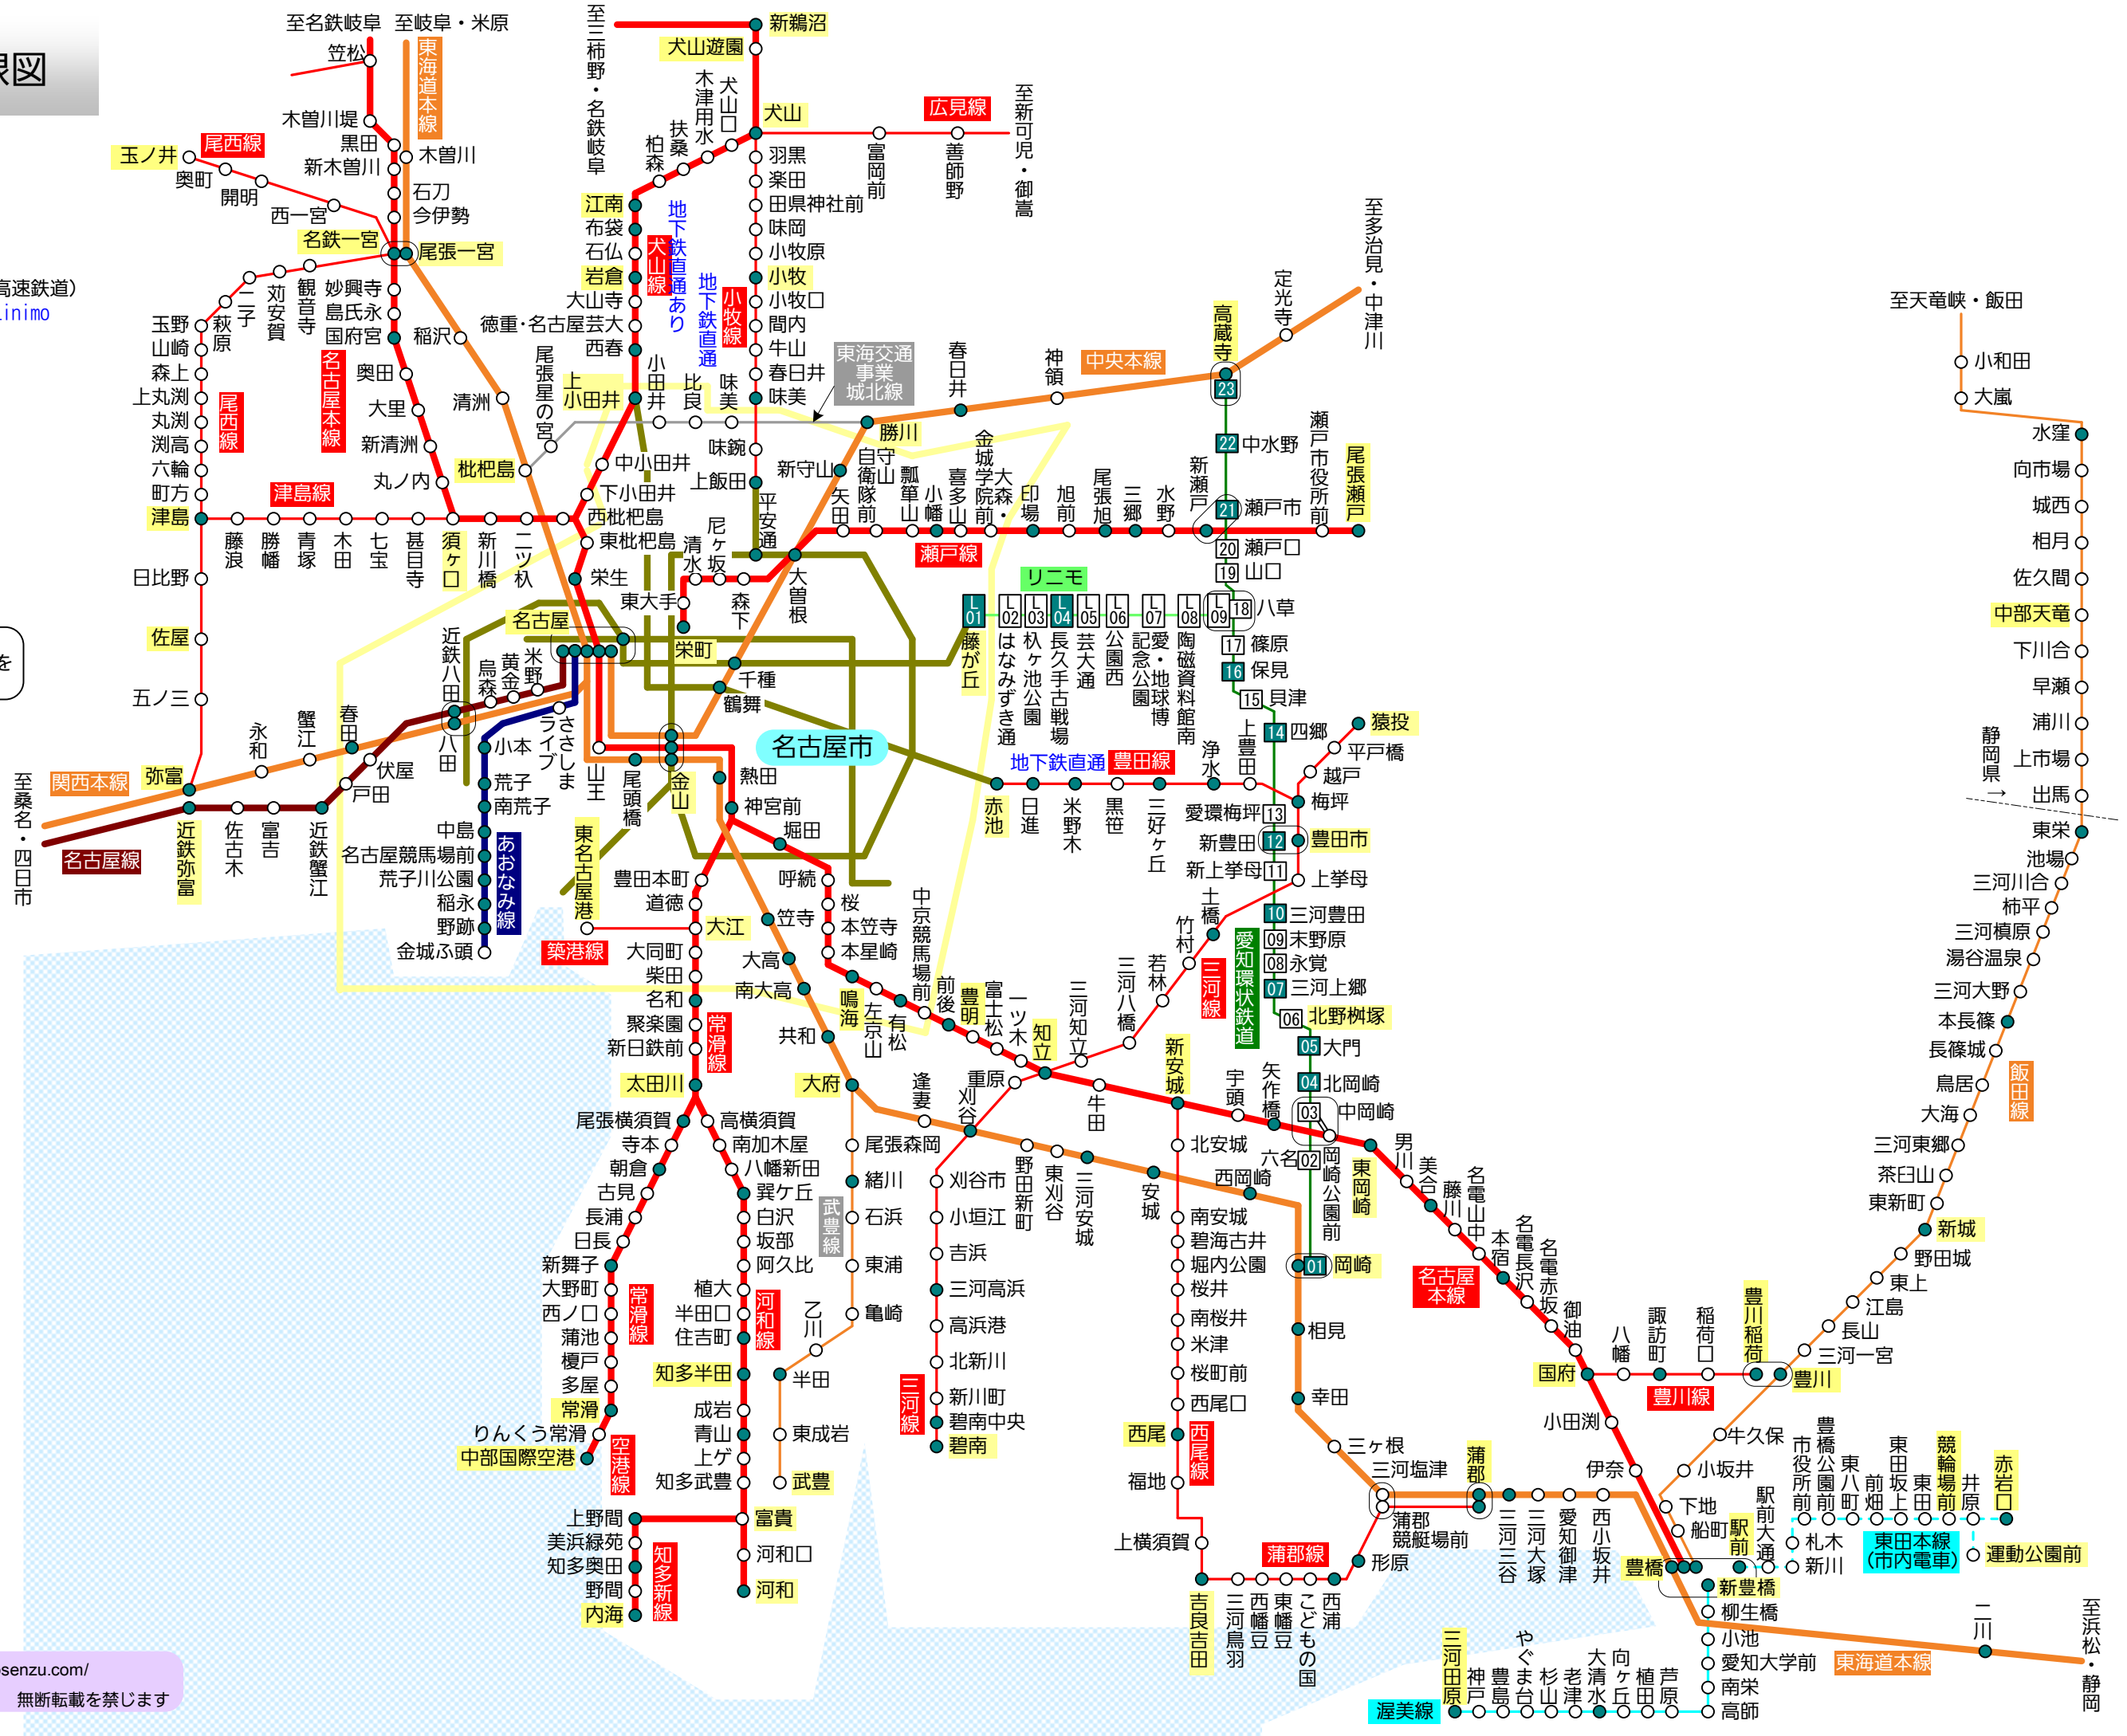 線図
高速鉄道）
inimo
を
senzu.com/
無断転載を禁じます
至名鉄岐阜
至岐阜・米原
笠松
東海道本線
木曽川堤
黒田
新木曽川
木曽川
石刀
今伊勢
尾西線
玉ノ井
奥町
開明
西一宮
名鉄一宮
尾張一宮
観音寺
苅安賀
二子
萩原
玉野
山崎
森上
上丸渕
丸渕
渕高
六輪
町方
津島
尾西線
日比野
佐屋
五ノ三
弥富
妙興寺
島氏永
国府宮
奥田
大里
新清洲
丸ノ内
名古屋本線
稲沢
清洲
枇杷島
津島線
藤浪
勝幡
青塚
木田
七宝
甚目寺
須ヶ口
新川橋
二ツ杁
西枇杷島
東枇杷島
栄生
名古屋
至三柿野・名鉄岐阜
新鵜沼
犬山遊園
犬山
犬山口
木津用水
扶桑
柏森
江南
布袋
石仏
岩倉
大山寺
徳重・名古屋芸大
西春
上小田井
中小田井
下小田井
犬山線
地下鉄直通あり
広見線
富岡前
善師野
至新可児・御嵩
羽黒
楽田
田県神社前
味岡
小牧原
小牧
小牧口
間内
牛山
春日井
味美
味鋺
上飯田
平安通
小牧線
地下鉄直通
尾張星の宮
小田井
比良
味美
東海交通
事業
城北線
勝川
春日井
神領
中央本線
高蔵寺
23
定光寺
至多治見・中津川
新守山
大曽根
千種
鶴舞
金山
栄町
東大手
清水
尼ヶ坂
森下
矢田
守山自衛隊前
瓢箪山
小幡
喜多山
大森・金城学院前
印場
旭前
尾張旭
三郷
水野
新瀬戸
瀬戸市役所前
尾張瀬戸
瀬戸線
22
中水野
21
瀬戸市
20
瀬戸口
19
山口
18
八草
17
篠原
16
保見
15
貝津
14
四郷
愛環梅坪
13
新豊田
12
新上挙母
11
10
三河豊田
09
末野原
08
永覚
07
三河上郷
06
北野桝塚
05
大門
04
北岡崎
03
中岡崎
六名
02
01
岡崎
愛知環状鉄道
リニモ
L01
藤が丘
L02
はなみずき通
L03
杁ヶ池公園
L04
長久手古戦場
L05
芸大通
L06
公園西
L07
愛・地球博記念公園
L08
陶磁資料館南
L09
名古屋市
地下鉄直通
豊田線
赤池
日進
米野木
黒笹
三好ヶ丘
浄水
上豊田
梅坪
豊田市
上挙母
越戸
平戸橋
猿投
土橋
竹村
若林
三河八橋
三河知立
三河線
近鉄八田
烏森
黄金
米野
八田
春田
蟹江
永和
関西本線
至桑名・四日市
名古屋線
近鉄弥富
佐古木
富吉
近鉄蟹江
戸田
伏屋
ささしまライブ
小本
荒子
南荒子
中島
名古屋競馬場前
荒子川公園
稲永
野跡
金城ふ頭
あおなみ線
山王
尾頭橋
熱田
神宮前
堀田
呼続
桜
本笠寺
本星崎
鳴海
左京山
有松
中京競馬場前
前後
豊明
富士松
一ツ木
知立
牛田
新安城
宇頭
矢作橋
岡崎公園前
東岡崎
男川
美合
藤川
名電山中
本宿
名電長沢
名電赤坂
御油
国府
小田渕
伊奈
豊橋
名古屋
本線
東名古屋港
築港線
豊田本町
道徳
大江
大同町
柴田
名和
聚楽園
新日鉄前
太田川
常滑線
尾張横須賀
寺本
朝倉
古見
長浦
日長
新舞子
大野町
西ノ口
蒲池
榎戸
多屋
常滑
りんくう常滑
中部国際空港
常滑線
空港線
高横須賀
南加木屋
八幡新田
巽ケ丘
白沢
坂部
阿久比
植大
半田口
住吉町
知多半田
成岩
青山
上ゲ
知多武豊
富貴
河和口
河和
河和線
上野間
美浜緑苑
知多奥田
野間
内海
知多新線
笠寺
大高
南大高
共和
大府
逢妻
刈谷
野田新町
東刈谷
三河安城
安城
西岡崎
相見
幸田
三ヶ根
三河塩津
蒲郡
三河三谷
三河大塚
愛知御津
西小坂井
尾張森岡
緒川
石浜
東浦
亀崎
乙川
半田
東成岩
武豊
武豊線
重原
刈谷市
小垣江
吉浜
三河高浜
高浜港
北新川
新川町
碧南中央
碧南
三河線
北安城
南安城
碧海古井
堀内公園
桜井
南桜井
米津
桜町前
西尾口
西尾
福地
上横須賀
吉良吉田
西尾線
三河鳥羽
西幡豆
東幡豆
こどもの国
西浦
形原
蒲郡
競艇場前
蒲郡線
八幡
諏訪町
稲荷口
豊川稲荷
豊川線
豊川
牛久保
小坂井
下地
船町
三河一宮
長山
江島
東上
野田城
新城
東新町
茶臼山
三河東郷
大海
鳥居
長篠城
本長篠
三河大野
湯谷温泉
三河槙原
柿平
三河川合
池場
東栄
飯田線
静岡県→
出馬
上市場
浦川
早瀬
下川合
中部天竜
佐久間
相月
城西
向市場
水窪
大嵐
小和田
至天竜峡・飯田
駅前
駅前大通
新川
札木
市役所前
豊橋公園前
東八町
前畑
東田坂上
東田
競輪場前
井原
赤岩口
運動公園前
東田本線
（市内電車）
新豊橋
柳生橋
小池
愛知大学前
南栄
高師
芦原
植田
向ヶ丘
大清水
老津
杉山
やぐま台
豊島
神戸
三河田原
渥美線
東海道本線
二川
至浜松・静岡